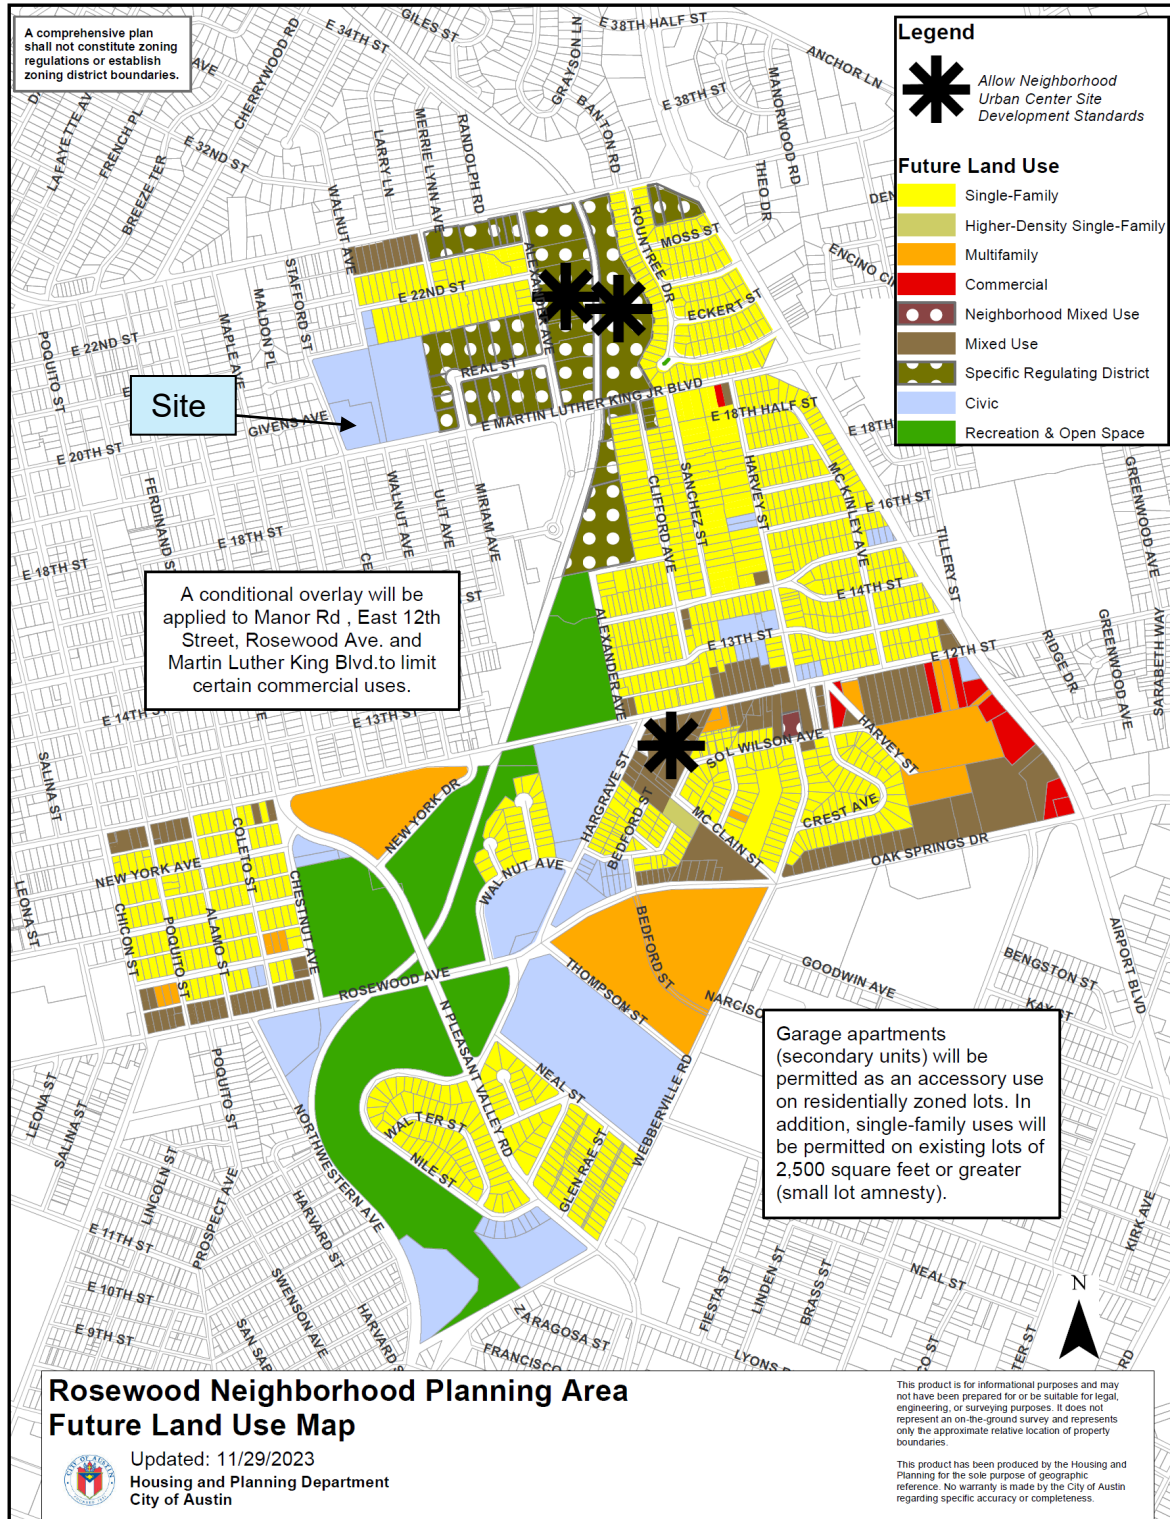 A comprehensive plan
shall not constitute zoning
regulations or establish
zoning district boundaries.
Legend
Allow Neighborhood
Urban Center Site
Development Standards
Future Land Use
Single-Family
Higher-Density Single-Family
Multifamily
Commercial
Neighborhood Mixed Use
Mixed Use
Specific Regulating District
Civic
Recreation & Open Space
GILES ST
E 38TH HALF ST
E 34TH ST
AVE
CHERRYWOOD RD
GRAYSON LN
ANCHOR LN
LAFAYETTE AV
FRENCH PL
BREEZE TER
E 32ND ST
LARRY LN
MERRIE LYNN AVE
RANDOLPH RD
BANTON RD
E 38TH ST
MANORWOOD RD
THEO DR
DEN
WALNUT AVE
ROUNTREE DR
MOSS ST
ENCINO CI
STAFFORD ST
MALDON PL
MAPLE AVE
E 22ND ST
E 22ND ST
ALEXANDER AVE
ECKERT ST
POQUITO ST
REAL ST
Site
GIVENS AVE
E MARTIN LUTHER KING JR BLVD
E 18TH HALF ST
E 18TH
E 20TH ST
FERDINAND S
WALNUT AVE
ULIT AVE
MIRIAM AVE
CLIFFORD AVE
SANCHEZ ST
HARVEY ST
MC KINLEY AVE
E 16TH ST
GREENWOOD AVE
E 18TH ST
E 18TH ST
CE
ST
TILLERY ST
E 14TH ST
A conditional overlay will be
applied to Manor Rd , East 12th
Street, Rosewood Ave. and
Martin Luther King Blvd.to limit
certain commercial uses.
ALEXANDER AVE
E 13TH ST
E 12TH ST
RIDGE DR
GREENWOOD AVE
SARABETH WAY
E 14TH S
E
E 13TH ST
SALINA ST
HARGRAVE ST
SOL WILSON AVE
HARVEY ST
NEW YORK DR
BEDFORD ST
MC CLAIN ST
CREST AVE
OAK SPRINGS DR
COLETO ST
NEW YORK AVE
CHESTNUT AVE
WALNUT AVE
LEONA ST
CHICON ST
POQUITO ST
ALAMO ST
BEDFORD ST
AIRPORT BLVD
ROSEWOOD AVE
THOMPSON ST
GOODWIN AVE
BENGSTON ST
NARCISO
KAY ST
N PLEASANT VALLEY RD
Garage apartments
(secondary units) will be
permitted as an accessory use
on residentially zoned lots. In
addition, single-family uses will
be permitted on existing lots of
2,500 square feet or greater
(small lot amnesty).
POQUITO ST
NEAL ST
WEBBERVILLE RD
LEONA ST
SALINA ST
NORTHWESTERN AVE
WALTER ST
NILE ST
GLEN RAE ST
LINCOLN ST
PROSPECT AVE
HARVARD ST
KIRK AVE
E 11TH ST
E 10TH ST
E 9TH ST
SWENSON AVE
SAN SAB
HARVARD S
FIESTA ST
LINDEN ST
BRASS ST
NEAL ST
N
ZARAGOSA ST
FRANCISCO
LYONS R
CO ST
TER ST
RD
Rosewood Neighborhood Planning Area
Future Land Use Map
Updated: 11/29/2023
Housing and Planning Department
City of Austin
This product is for informational purposes and may
not have been prepared for or be suitable for legal,
engineering, or surveying purposes. It does not
represent an on-the-ground survey and represents
only the approximate relative location of property
boundaries.
This product has been produced by the Housing and
Planning for the sole purpose of geographic
reference. No warranty is made by the City of Austin
regarding specific accuracy or completeness.